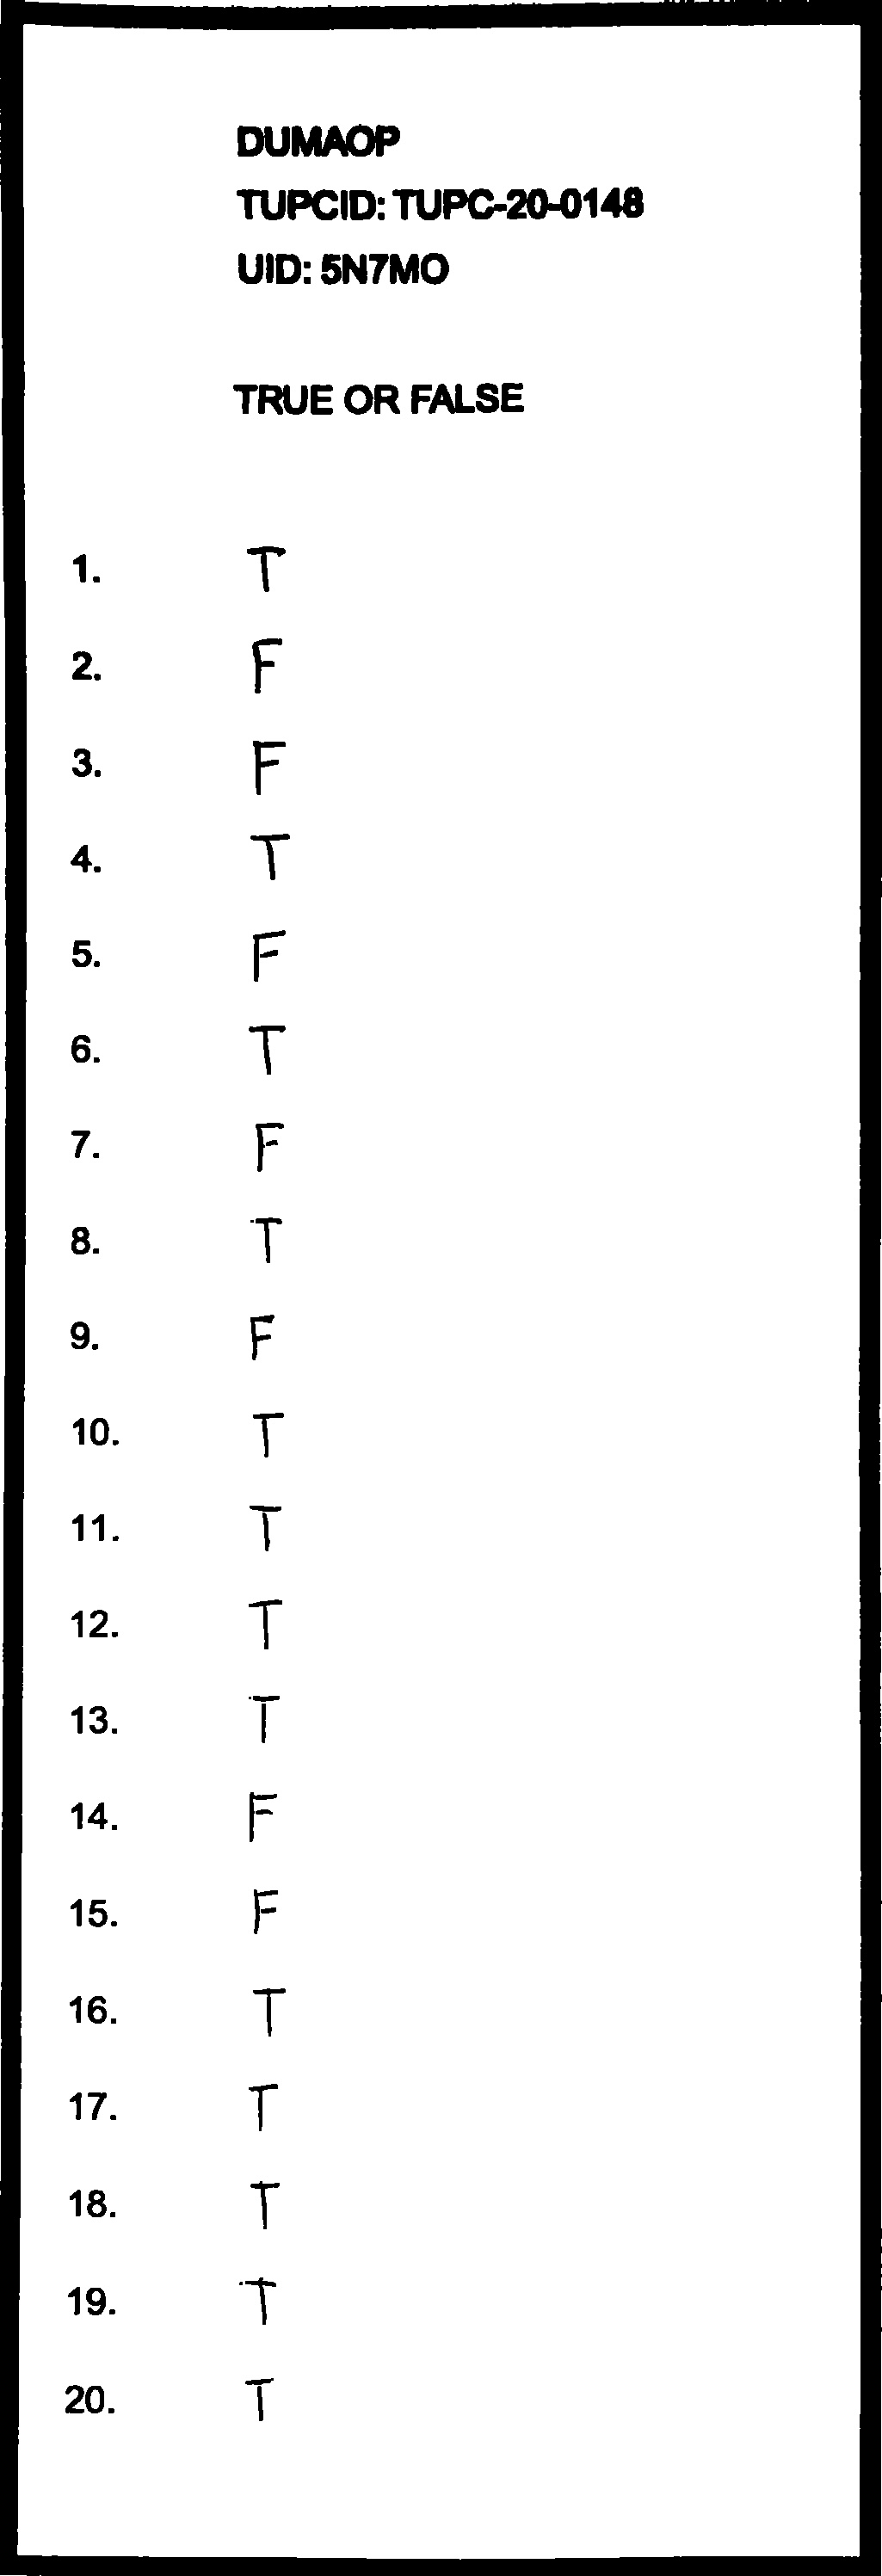 DUMAOP
TUPCID: TUPC-20-0148
UID: 5N7MO
TRUE OR FALSE
1. T
2. F
3. F
4. T
5. F
6. T
7. F
8. T
9. F
10. T
11. T
12. T
13. T
14. F
15. F
16. T
17. T
18. T
19. T
20. T